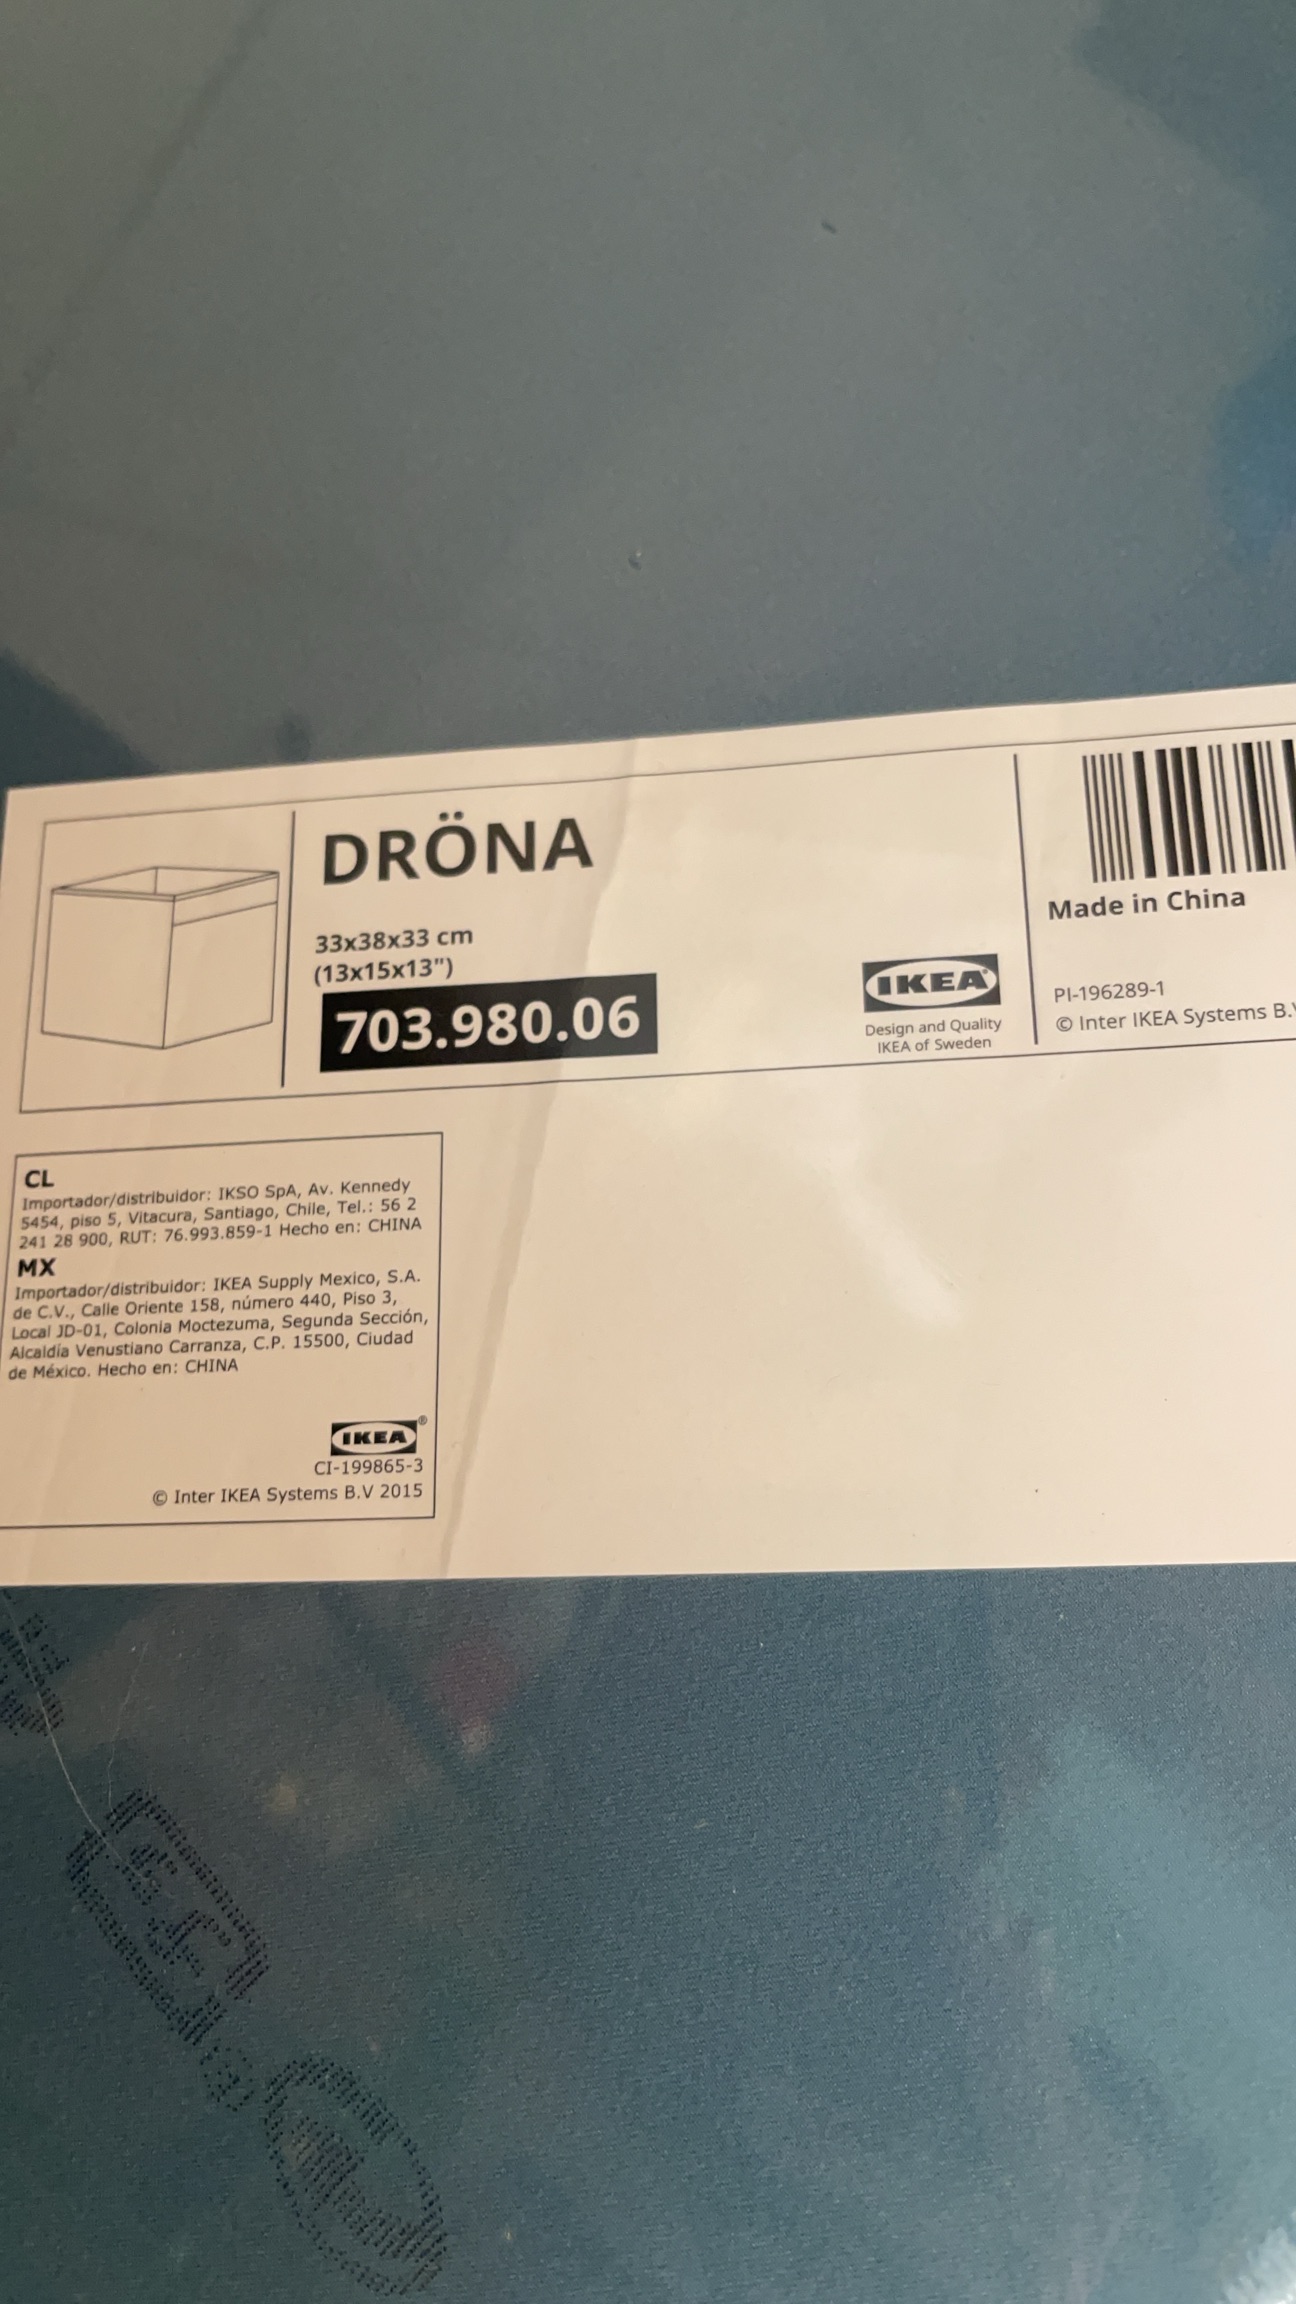 DRÖNA
33x38x33 cm
(13x15x13")
703.980.06
IKEA®
Design and Quality
IKEA of Sweden
Made in China
PI-196289-1
© Inter IKEA Systems B.V
CL
Importador/distribuidor: IKSO SpA, Av. Kennedy
5454, piso 5, Vitacura, Santiago, Chile, Tel.: 56 2
241 28 900, RUT: 76.993.859-1 Hecho en: CHINA
MX
Importador/distribuidor: IKEA Supply Mexico, S.A.
de C.V., Calle Oriente 158, número 440, Piso 3,
Local JD-01, Colonia Moctezuma, Segunda Sección,
Alcaldía Venustiano Carranza, C.P. 15500, Ciudad
de México. Hecho en: CHINA
IKEA®
CI-199865-3
© Inter IKEA Systems B.V 2015